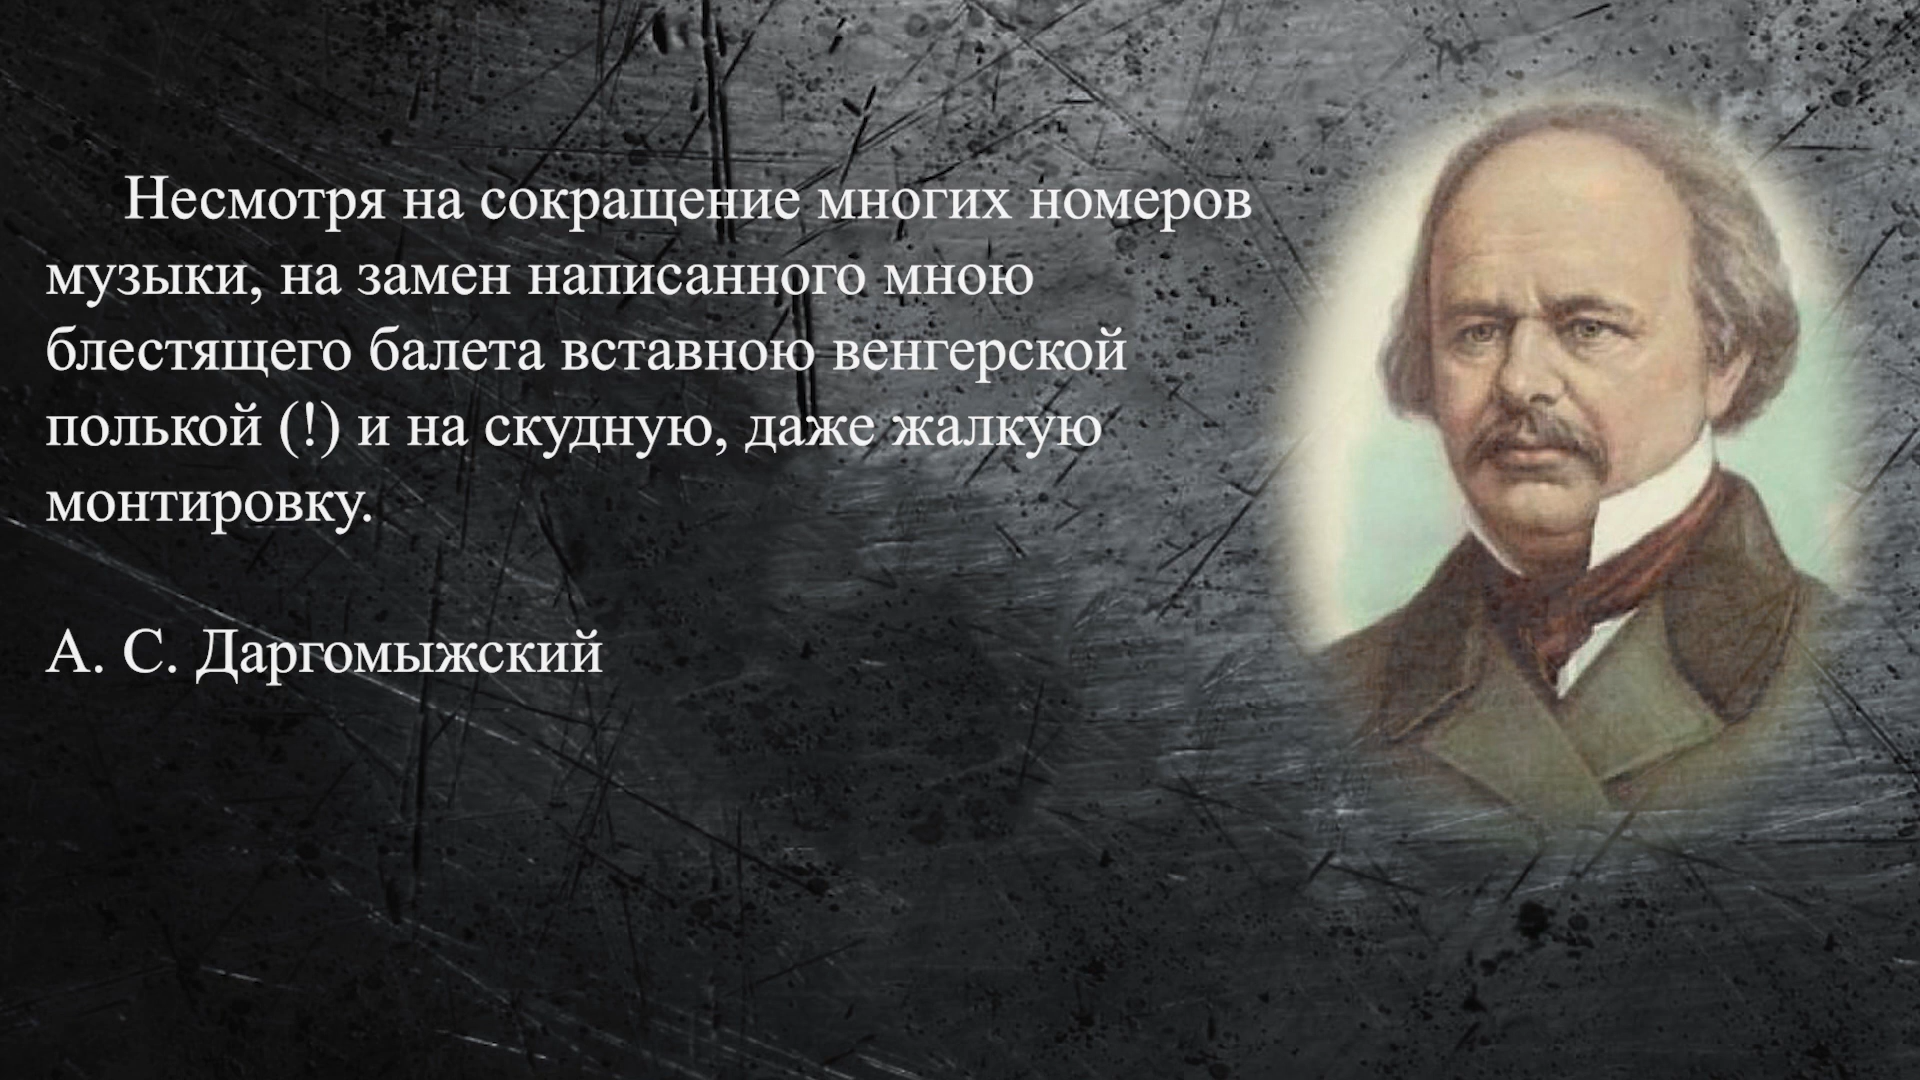 Несмотря на сокращение многих номеров
музыки, на замен написанного мною
блестящего балета вставною венгерской
полькой (!) и на скудную, даже жалкую
монтировку.
А. С. Даргомыжский